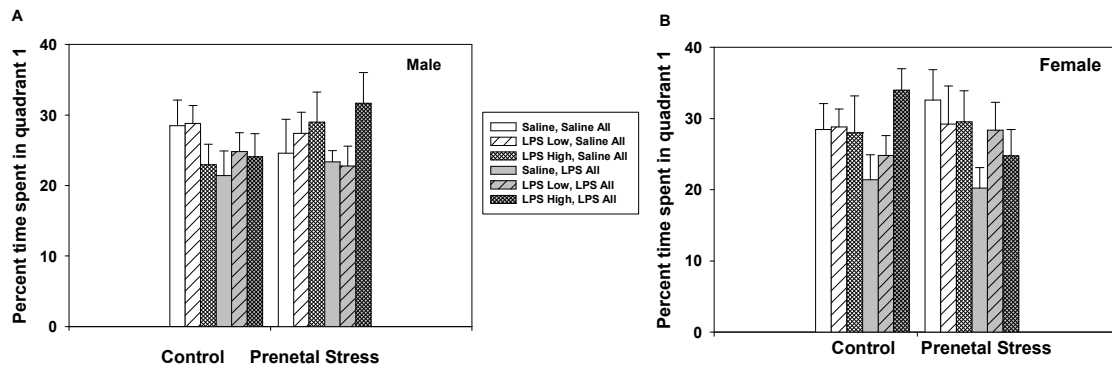 A
Percent time spent in quadrant 1
40
30
20
10
0
Male
Control
Prenetal Stress
Saline, Saline All
LPS Low, Saline All
LPS High, Saline All
Saline, LPS All
LPS Low, LPS All
LPS High, LPS All
B
Percent time spent in quadrant 1
40
30
20
10
0
Female
Control
Prenetal Stress